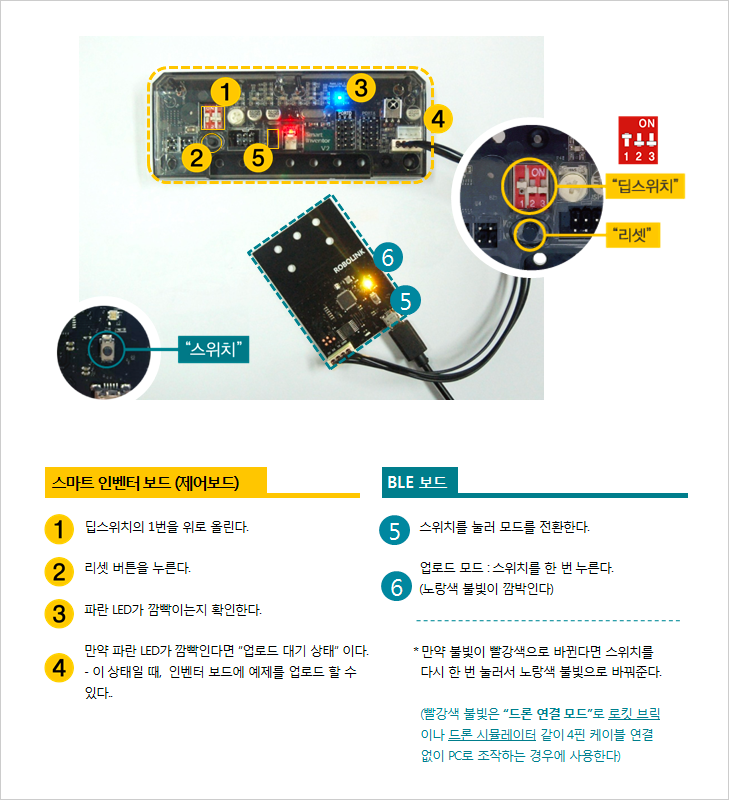 1
3
4
2
5
Smart
Inventor
V2
ON
1 2 3
ON
1 2 3
“딥스위치”
“리셋”
ROBOLINK
6
5
“스위치”
스마트 인벤터 보드 (제어보드)
1 딥스위치의 1번을 위로 올린다.
2 리셋 버튼을 누른다.
3 파란 LED가 깜빡이는지 확인한다.
4 만약 파란 LED가 깜빡인다면 “업로드 대기 상태” 이다.
- 이 상태일 때, 인벤터 보드에 예제를 업로드 할 수
있다..
BLE 보드
5 스위치를 눌러 모드를 전환한다.
6 업로드 모드 : 스위치를 한 번 누른다.
(노랑색 불빛이 깜박인다)
* 만약 불빛이 빨강색으로 바뀐다면 스위치를
다시 한 번 눌러서 노랑색 불빛으로 바꿔준다.
(빨강색 불빛은 “드론 연결 모드”로 로킷 브릭
이나 드론 시뮬레이터 같이 4핀 케이블 연결
없이 PC로 조작하는 경우에 사용한다)